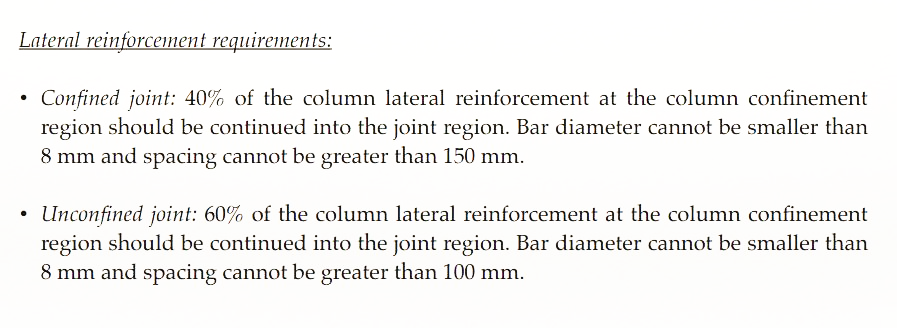 Lateral reinforcement requirements:
• Confined joint: 40% of the column lateral reinforcement at the column confinement
region should be continued into the joint region. Bar diameter cannot be smaller than
8 mm and spacing cannot be greater than 150 mm.
• Unconfined joint: 60% of the column lateral reinforcement at the column confinement
region should be continued into the joint region. Bar diameter cannot be smaller than
8 mm and spacing cannot be greater than 100 mm.